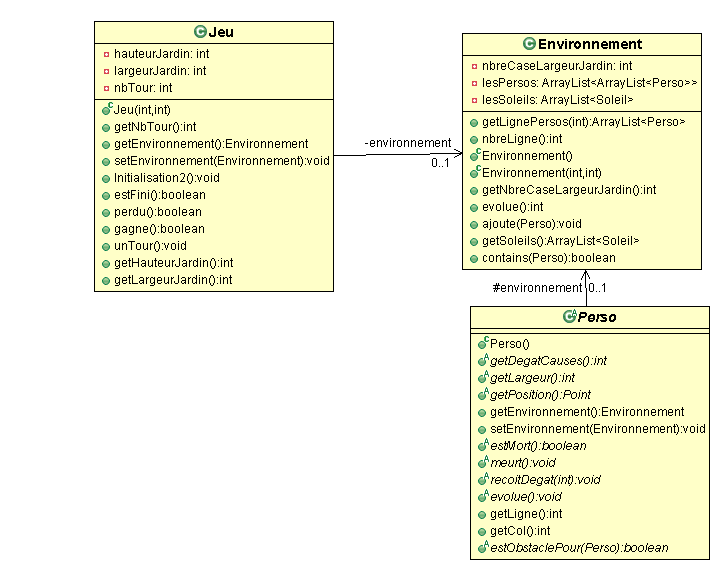 Jeu
hauteurJardin: int
largeurJardin: int
nbTour: int
Jeu(int,int)
getNbTour():int
getEnvironnement():Environnement
setEnvironnement(Environnement):void
Initialisation2():void
estFini():boolean
perdu():boolean
gagne():boolean
unTour():void
getHauteurJardin():int
getLargeurJardin():int
-environnement
0..1
Environnement
nbreCaseLargeurJardin: int
lesPersos: ArrayList<ArrayList<Perso>>
lesSoleils: ArrayList<Soleil>
getLignePersos(int):ArrayList<Perso>
nbreLigne():int
Environnement()
Environnement(int,int)
getNbreCaseLargeurJardin():int
evolue():int
ajoute(Perso):void
getSoleils():ArrayList<Soleil>
contains(Perso):boolean
#environnement 0..1
Perso
Perso()
getDegatCauses():int
getLargeur():int
getPosition():Point
getEnvironnement():Environnement
setEnvironnement(Environnement):void
estMort():boolean
meurt():void
recoitDegat(int):void
evolue():void
getLigne():int
getCol():int
estObstaclePour(Perso):boolean